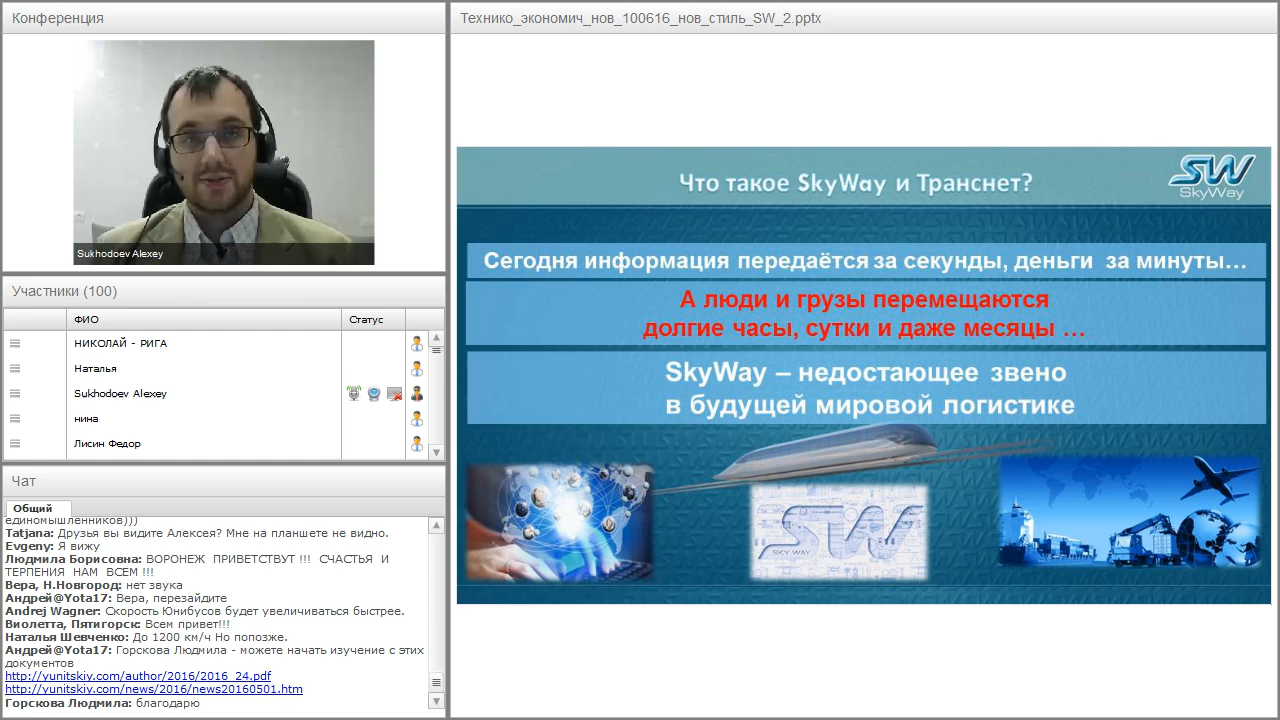 Конференция
Sukhodoev Alexey
Участники (100)
ФИО Статус
НИКОЛАЙ - РИГА
Наталья
Sukhodoev Alexey
нина
Лисин Федор
Чат
Общий
единомышленников)))
Tatjana: Друзья Вы видите Алексея? Мне на планшете не видно.
Evgeny: Я вижу
Людмила Борисовна: ВОРОНЕЖ ПРИВЕТСТВУТ !!! СЧАСТЬЯ И
ТЕРПЕНИЯ НАМ ВСЕМ !!!
Вера, Н.Новгород: нет звука
Андрей@Yota17: Вера, перезайдите
Andrej Wagner: Скорость Юнибусов будет увеличиваться быстрее.
Виолетта, Пятигорск: Всем привет!!!
Наталья Шевченко: До 1200 км/ч Но попозже.
Андрей@Yota17: Горскова Людмила - можете начать изучение с этих
документов
http://yunitskiy.com/author/2016/2016_24.pdf
http://yunitskiy.com/news/2016/news20160501.htm
Горскова Людмила: благодарю
Технико_экономич_нов_100616_нов_стиль_SW_2.pptx
Что такое SkyWay и Транснет?
SW
SkyWay
Сегодня информация передаётся за секунды, деньги за минуты...
А люди и грузы перемещаются
долгие часы, сутки и даже месяцы ...
SkyWay – недостающее звено
в будущей мировой логистике
SW
SKY WAY